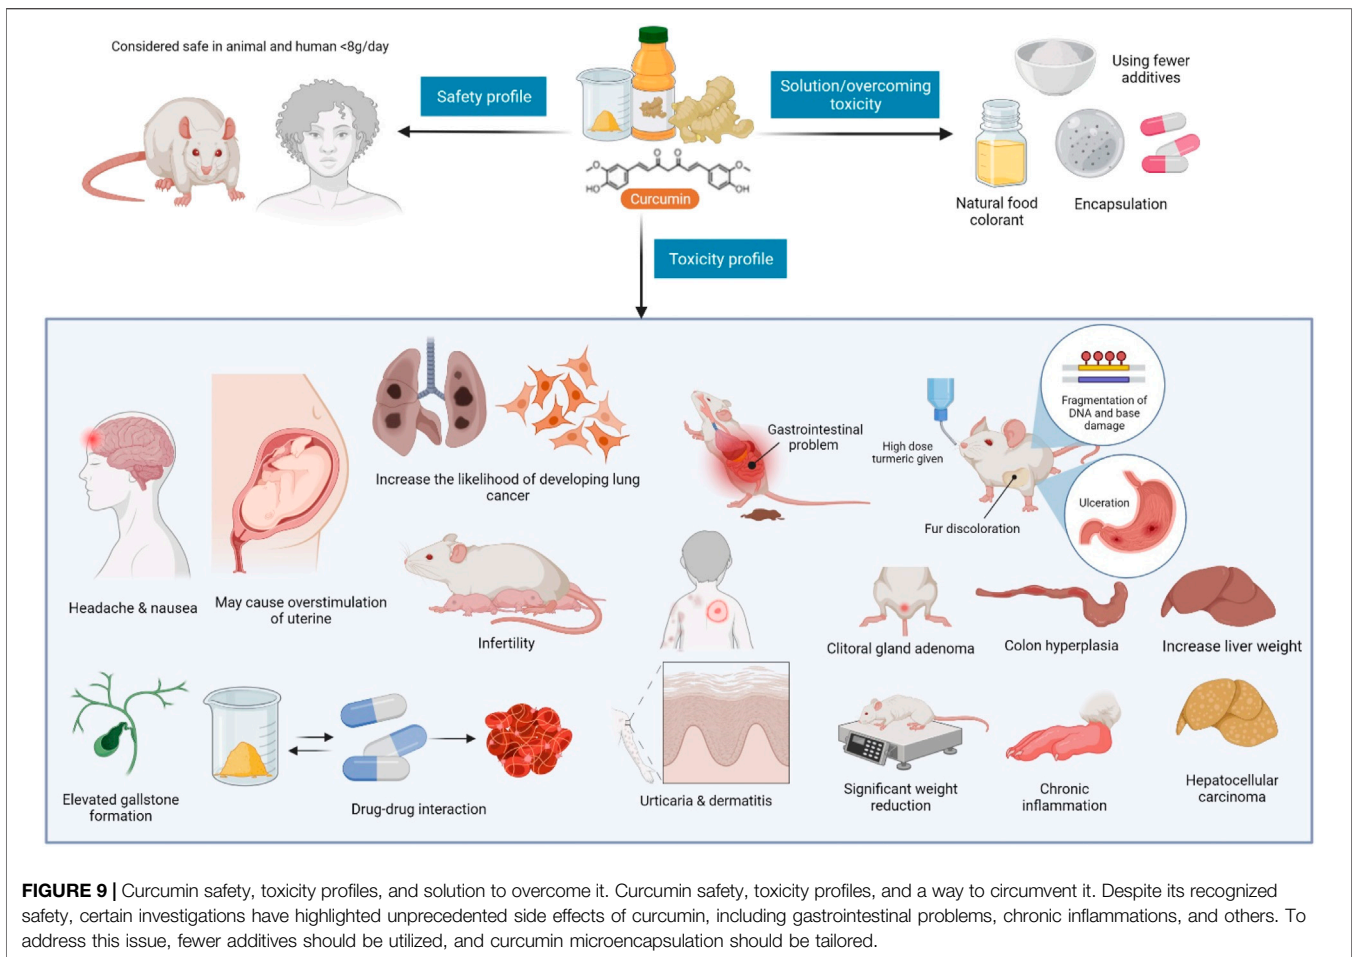 Considered safe in animal and human <8g/day
Safety profile
Solution/overcoming
toxicity
Using fewer
additives
Natural food
colorant
Encapsulation
O
O
O
O
HO
OH
Curcumin
Toxicity profile
Headache & nausea
May cause overstimulation
of uterine
Increase the likelihood of developing lung
cancer
Infertility
Gastrointestinal
problem
High dose
turmeric given
Fur discoloration
Fragmentation of
DNA and base
damage
Ulceration
Clitoral gland adenoma
Colon hyperplasia
Increase liver weight
Elevated gallstone
formation
Drug-drug interaction
Urticaria & dermatitis
Significant weight
reduction
Chronic
inflammation
Hepatocellular
carcinoma
FIGURE 9 | Curcumin safety, toxicity profiles, and solution to overcome it. Curcumin safety, toxicity profiles, and a way to circumvent it. Despite its recognized
safety, certain investigations have highlighted unprecedented side effects of curcumin, including gastrointestinal problems, chronic inflammations, and others. To
address this issue, fewer additives should be utilized, and curcumin microencapsulation should be tailored.